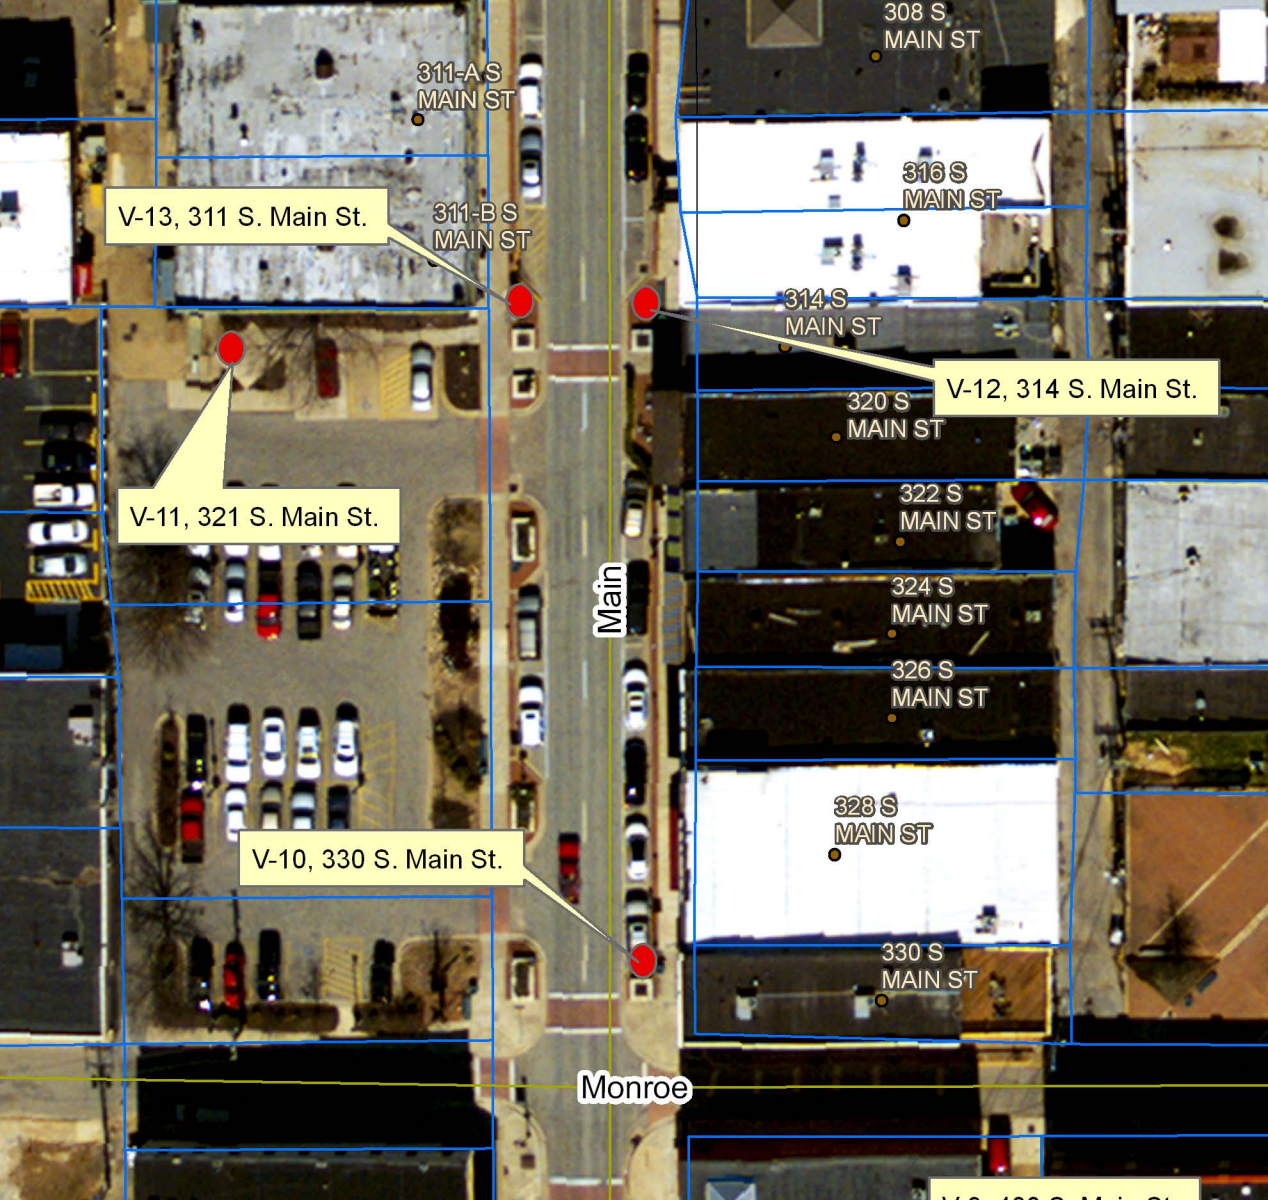 308 S
MAIN ST
311-A S
MAIN ST
316 S
MAIN ST
V-13, 311 S. Main St.
311-B S
MAIN ST
314 S
MAIN ST
V-12, 314 S. Main St.
320 S
MAIN ST
322 S
MAIN ST
V-11, 321 S. Main St.
Main
324 S
MAIN ST
326 S
MAIN ST
328 S
MAIN ST
V-10, 330 S. Main St.
330 S
MAIN ST
Monroe